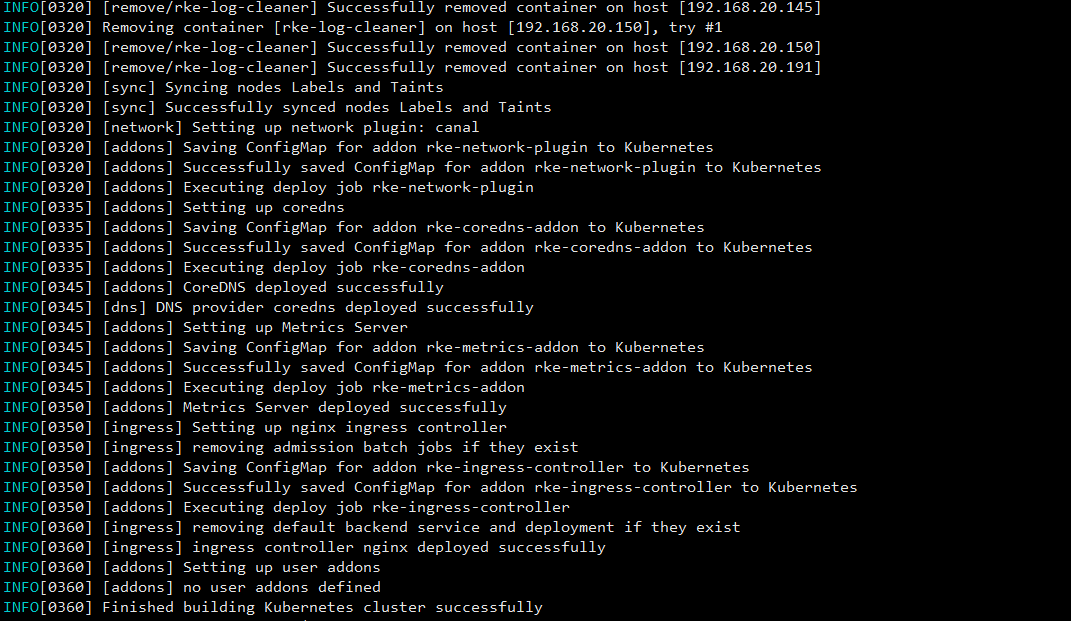 INFO[0320] [remove/rke-log-cleaner] Successfully removed container on host [192.168.20.145]
INFO[0320] Removing container [rke-log-cleaner] on host [192.168.20.150], try #1
INFO[0320] [remove/rke-log-cleaner] Successfully removed container on host [192.168.20.150]
INFO[0320] [remove/rke-log-cleaner] Successfully removed container on host [192.168.20.191]
INFO[0320] [sync] Syncing nodes Labels and Taints
INFO[0320] [sync] Successfully synced nodes Labels and Taints
INFO[0320] [network] Setting up network plugin: canal
INFO[0320] [addons] Saving ConfigMap for addon rke-network-plugin to Kubernetes
INFO[0320] [addons] Successfully saved ConfigMap for addon rke-network-plugin to Kubernetes
INFO[0320] [addons] Executing deploy job rke-network-plugin
INFO[0335] [addons] Setting up coredns
INFO[0335] [addons] Saving ConfigMap for addon rke-coredns-addon to Kubernetes
INFO[0335] [addons] Successfully saved ConfigMap for addon rke-coredns-addon to Kubernetes
INFO[0335] [addons] Executing deploy job rke-coredns-addon
INFO[0345] [addons] CoreDNS deployed successfully
INFO[0345] [dns] DNS provider coredns deployed successfully
INFO[0345] [addons] Setting up Metrics Server
INFO[0345] [addons] Saving ConfigMap for addon rke-metrics-addon to Kubernetes
INFO[0345] [addons] Successfully saved ConfigMap for addon rke-metrics-addon to Kubernetes
INFO[0345] [addons] Executing deploy job rke-metrics-addon
INFO[0350] [addons] Metrics Server deployed successfully
INFO[0350] [ingress] Setting up nginx ingress controller
INFO[0350] [ingress] removing admission batch jobs if they exist
INFO[0350] [addons] Saving ConfigMap for addon rke-ingress-controller to Kubernetes
INFO[0350] [addons] Successfully saved ConfigMap for addon rke-ingress-controller to Kubernetes
INFO[0350] [addons] Executing deploy job rke-ingress-controller
INFO[0360] [ingress] removing default backend service and deployment if they exist
INFO[0360] [ingress] ingress controller nginx deployed successfully
INFO[0360] [addons] Setting up user addons
INFO[0360] [addons] no user addons defined
INFO[0360] Finished building Kubernetes cluster successfully